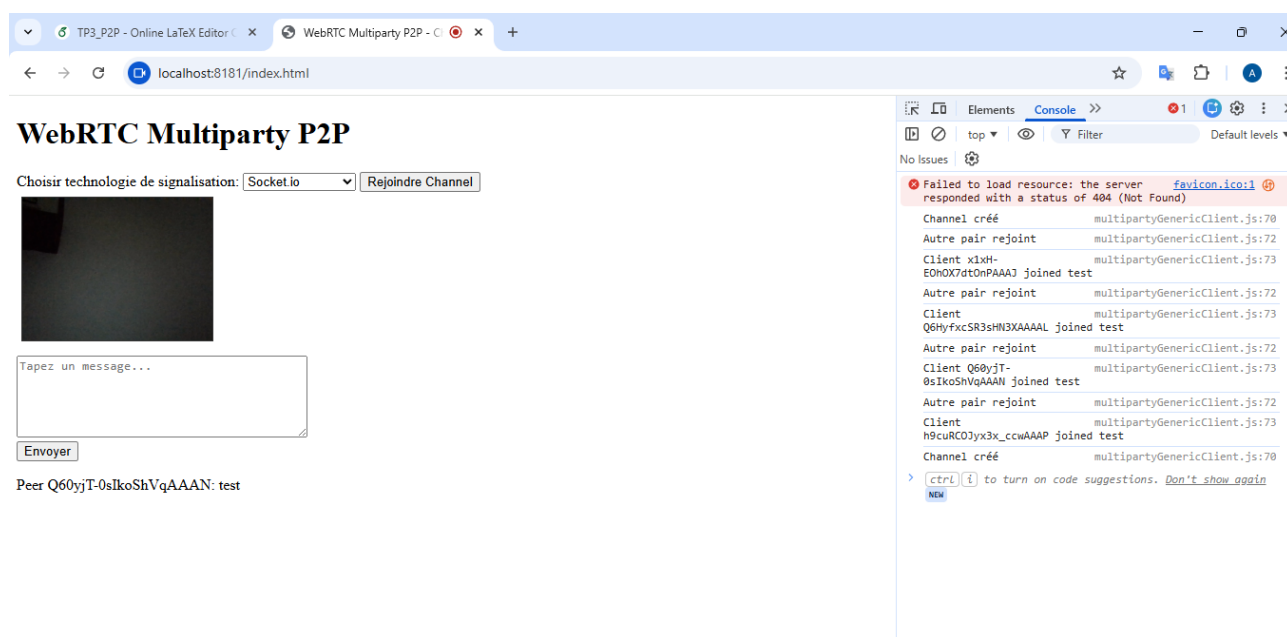 TP3_P2P - Online LaTeX Editor
WebRTC Multiparty P2P - Cl
localhost:8181/index.html
A
WebRTC Multiparty P2P
Choisir technologie de signalisation: Socket.io Rejoindre Channel
Tapez un message...
Envoyer
Peer Q60yjT-0sIkoShVqAAAN: test
Elements Console 1
top Filter Default levels
No Issues
Failed to load resource: the server favicon.ico:1
responded with a status of 404 (Not Found)
Channel créé multipartyGenericClient.js:70
Autre pair rejoint multipartyGenericClient.js:72
Client x1xH- multipartyGenericClient.js:73
EOhOX7dtOnPAAAJ joined test
Autre pair rejoint multipartyGenericClient.js:72
Client multipartyGenericClient.js:73
Q6HyfxcSR3sHN3XAAAAL joined test
Autre pair rejoint multipartyGenericClient.js:72
Client Q60yjT- multipartyGenericClient.js:73
0sIkoShVqAAAN joined test
Autre pair rejoint multipartyGenericClient.js:72
Client multipartyGenericClient.js:73
h9cuRCOJyx3x_ccwAAAP joined test
Channel créé multipartyGenericClient.js:70
ctrl i to turn on code suggestions. Don't show again
NEW